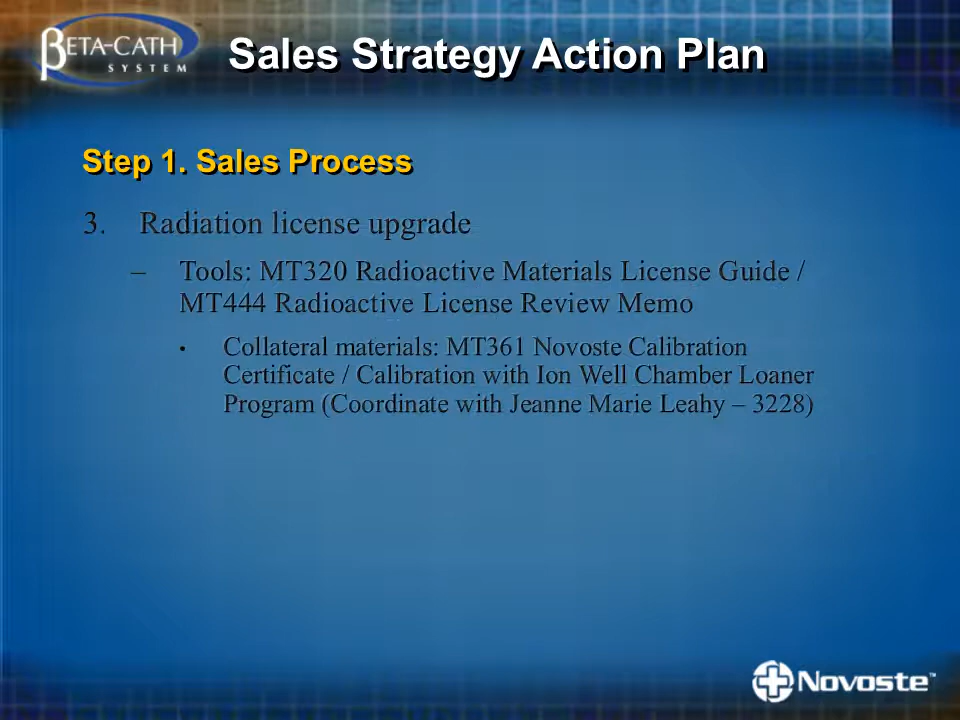 βETA-CATH
SYSTEM
Sales Strategy Action Plan
Step 1. Sales Process
3. Radiation license upgrade
– Tools: MT320 Radioactive Materials License Guide /
MT444 Radioactive License Review Memo
• Collateral materials: MT361 Novoste Calibration
Certificate / Calibration with Ion Well Chamber Loaner
Program (Coordinate with Jeanne Marie Leahy – 3228)
Novoste™